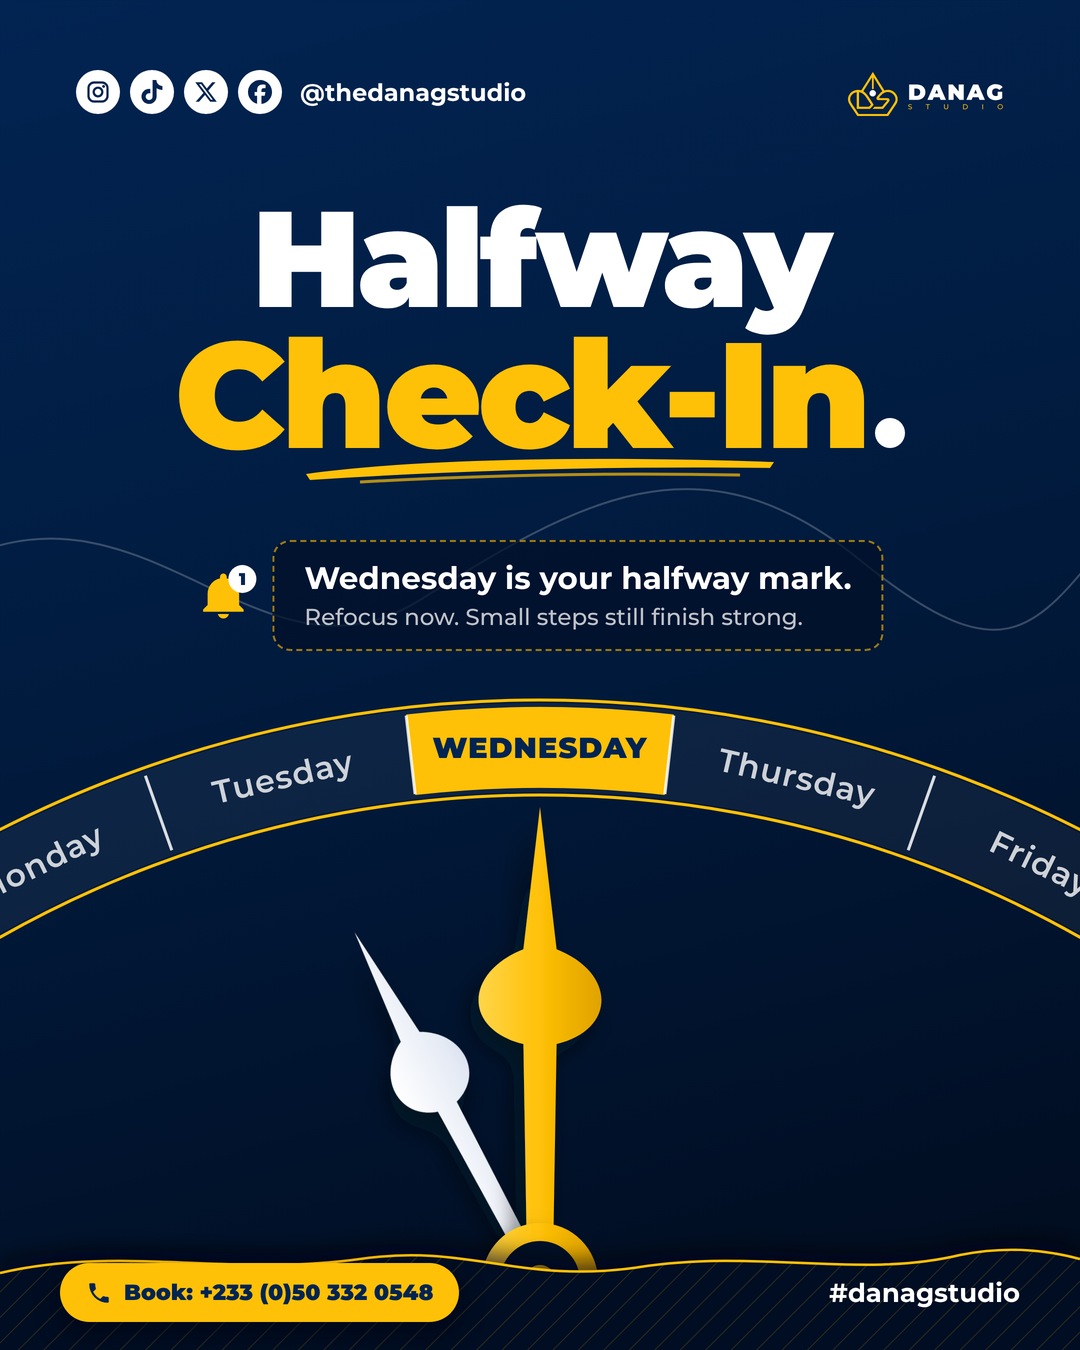 @thedanagstudio
DANAG
STUDIO
Halfway
Check-In.
1
Wednesday is your halfway mark.
Refocus now. Small steps still finish strong.
onday
Tuesday
WEDNESDAY
Thursday
Friday
Book: +233 (0)50 332 0548
#danagstudio